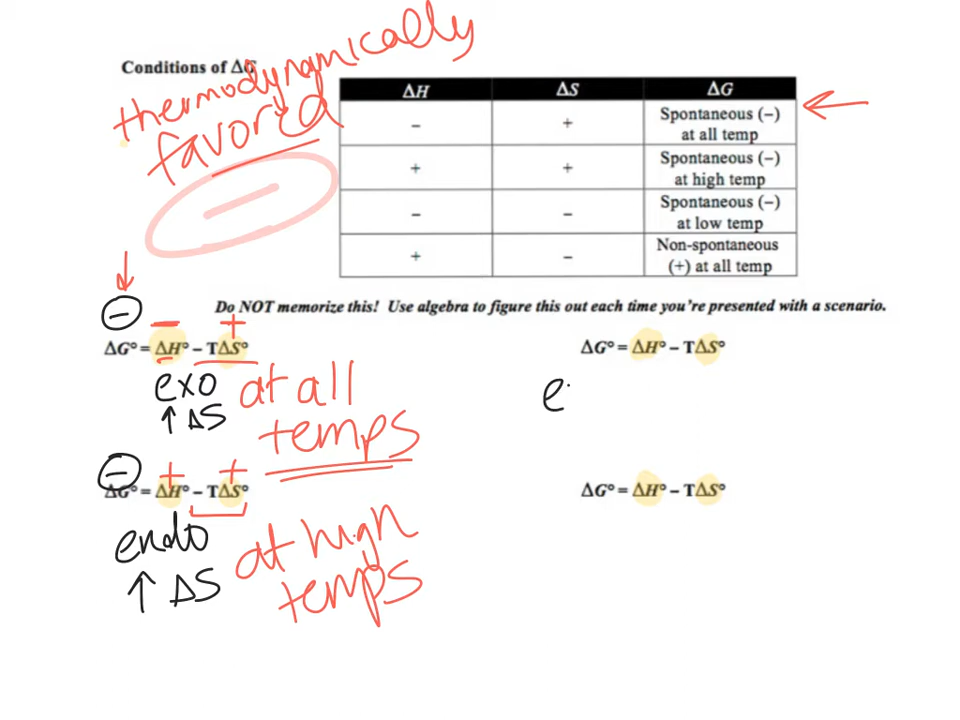 Conditions of ΔG
thermodynamically
favored
−
ΔH ΔS ΔG
− + Spontaneous (−)
at all temp
+ + Spontaneous (−)
at high temp
− − Spontaneous (−)
at low temp
+ − Non-spontaneous
(+) at all temp
Do NOT memorize this! Use algebra to figure this out each time you're presented with a scenario.
− − +
ΔG° = ΔH° − TΔS°
exo
↑ ΔS
at all
temps
− + +
ΔG° = ΔH° − TΔS°
endo
↑ ΔS
at high
temps
ΔG° = ΔH° − TΔS°
e
ΔG° = ΔH° − TΔS°